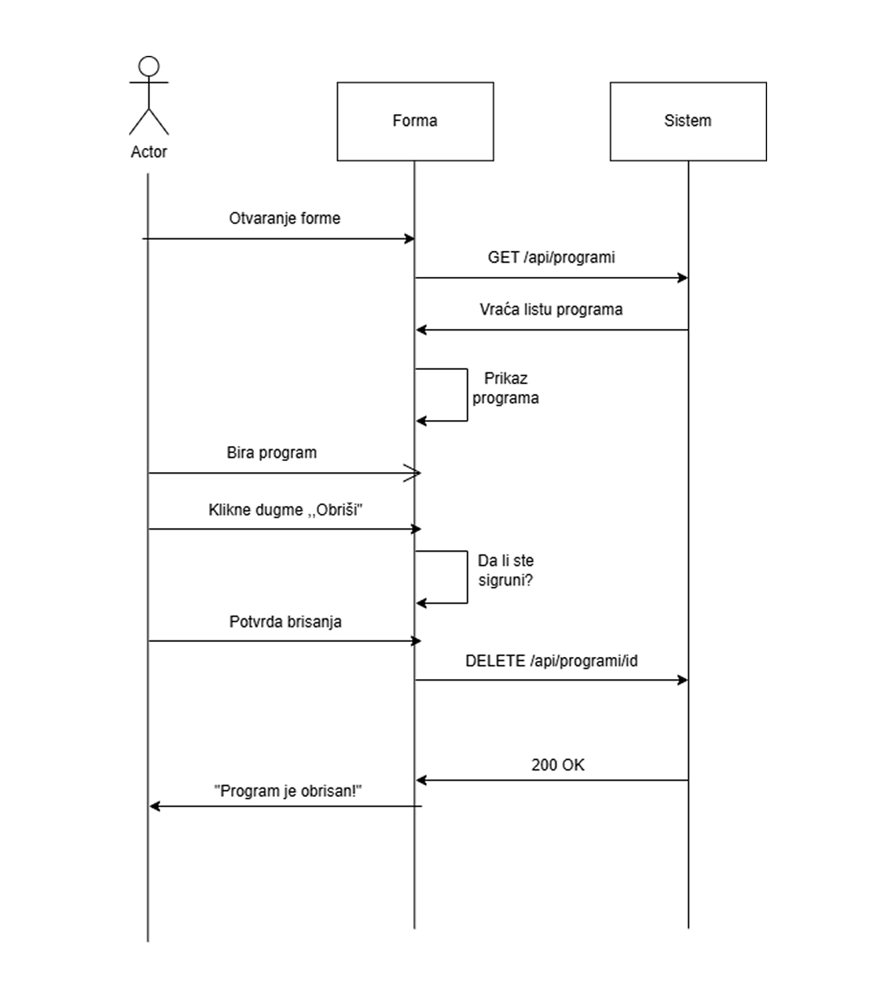 Actor
Forma
Sistem
Otvaranje forme
GET /api/programi
Vraća listu programa
Prikaz
programa
Bira program
Klikne dugme ,,Obriši"
Da li ste
sigruni?
Potvrda brisanja
DELETE /api/programi/id
200 OK
"Program je obrisan!"